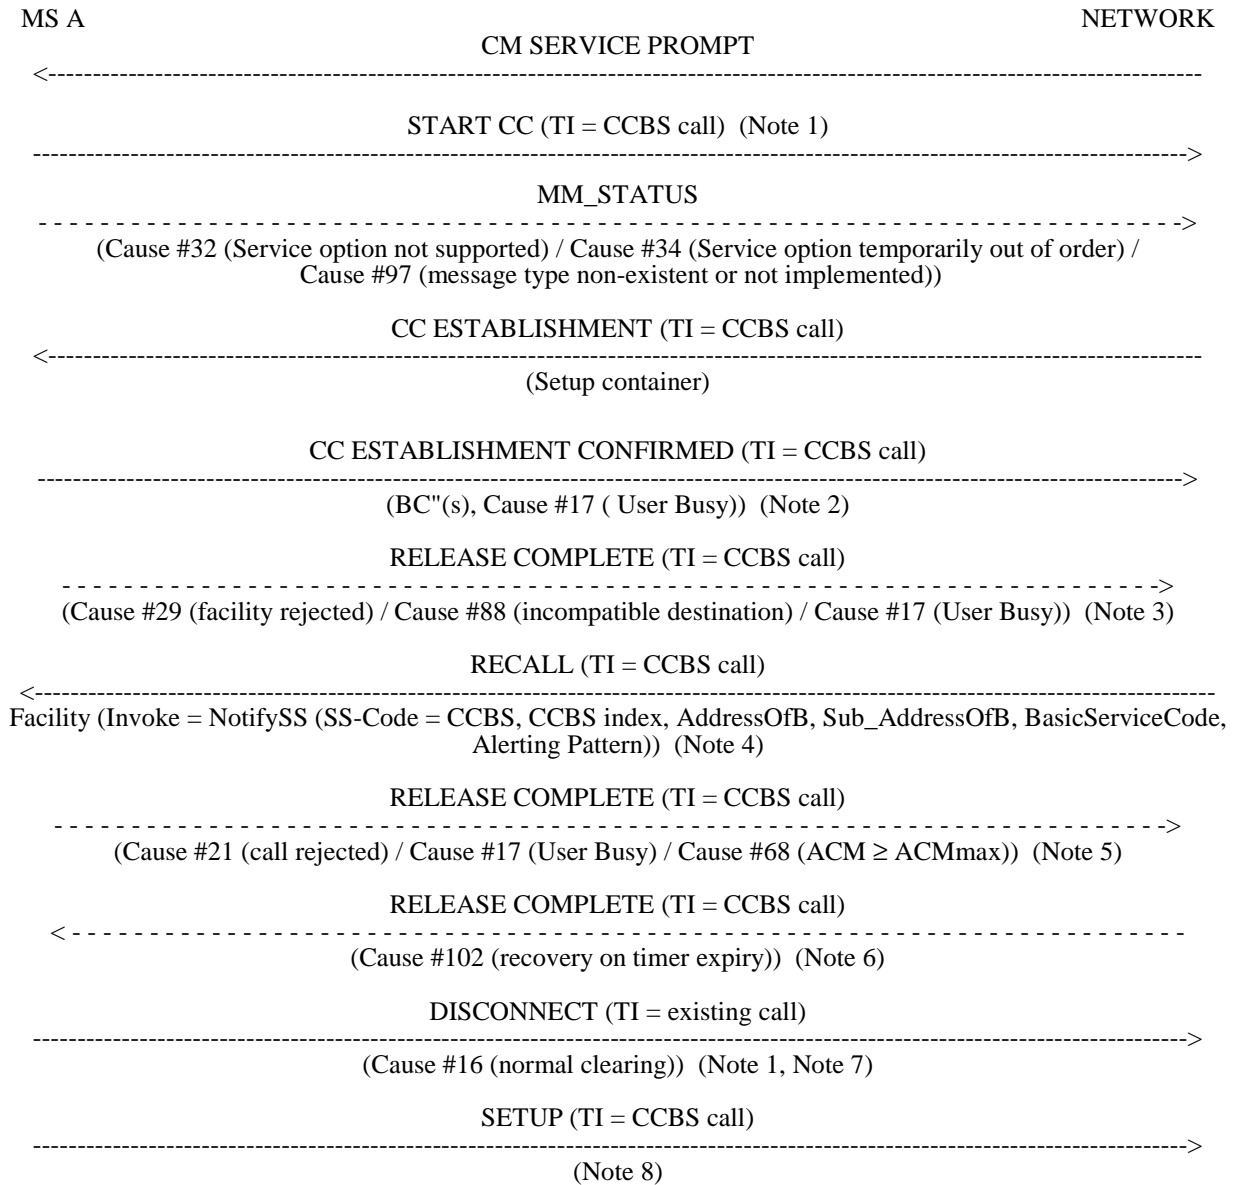 MS A NETWORK
CM SERVICE PROMPT
START CC (TI = CCBS call) (Note 1)
MM_STATUS
(Cause #32 (Service option not supported) / Cause #34 (Service option temporarily out of order) /
Cause #97 (message type non-existent or not implemented))
CC ESTABLISHMENT (TI = CCBS call)
(Setup container)
CC ESTABLISHMENT CONFIRMED (TI = CCBS call)
(BC"(s), Cause #17 ( User Busy)) (Note 2)
RELEASE COMPLETE (TI = CCBS call)
(Cause #29 (facility rejected) / Cause #88 (incompatible destination) / Cause #17 (User Busy)) (Note 3)
RECALL (TI = CCBS call)
Facility (Invoke = NotifySS (SS-Code = CCBS, CCBS index, AddressOfB, Sub_AddressOfB, BasicServiceCode,
Alerting Pattern)) (Note 4)
RELEASE COMPLETE (TI = CCBS call)
(Cause #21 (call rejected) / Cause #17 (User Busy) / Cause #68 (ACM ≥ ACMmax)) (Note 5)
RELEASE COMPLETE (TI = CCBS call)
(Cause #102 (recovery on timer expiry)) (Note 6)
DISCONNECT (TI = existing call)
(Cause #16 (normal clearing)) (Note 1, Note 7)
SETUP (TI = CCBS call)
(Note 8)